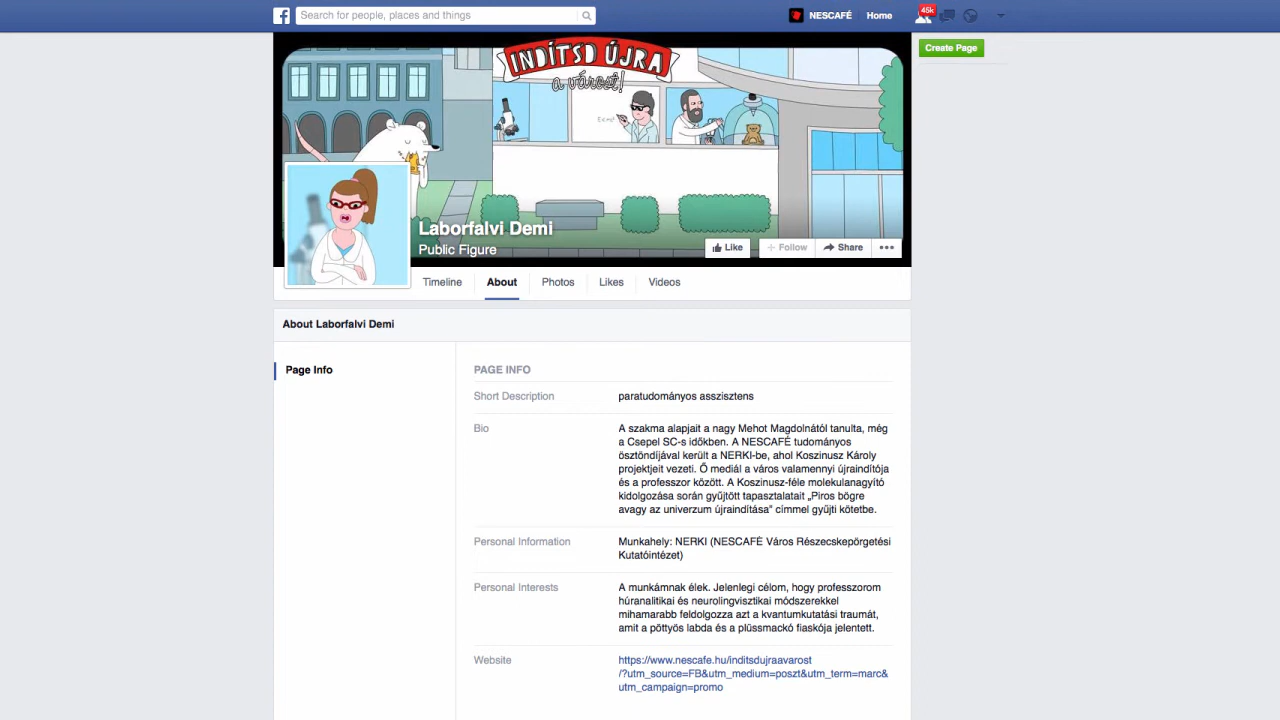 Search for people, places and things
NESCAFÉ
Home
45k
Create Page
INDÍTSD ÚJRA
a várost!
Laborfalvi Demi
Public Figure
Like
+ Follow
Share
Timeline
About
Photos
Likes
Videos
About Laborfalvi Demi
Page Info
PAGE INFO
Short Description
paratudományos asszisztens
Bio
A szakma alapjait a nagy Mehot Magdolnától tanulta, még
a Csepel SC-s időkben. A NESCAFÉ tudományos
ösztöndíjával került a NERKI-be, ahol Koszinusz Károly
projektjeit vezeti. Ő mediál a város valamennyi újraindítója
és a professzor között. A Koszinusz-féle molekulanagyító
kidolgozása során gyűjtött tapasztalatait „Piros bögre
avagy az univerzum újraindítása" címmel gyűjti kötetbe.
Personal Information
Munkahely: NERKI (NESCAFÉ Város Részecskepörgetési
Kutatóintézet)
Personal Interests
A munkámnak élek. Jelenlegi célom, hogy professzorom
húranalitikai és neurolingvisztikai módszerekkel
mihamarabb feldolgozza azt a kvantumkutatási traumát,
amit a pöttyös labda és a plüssmackó fiaskója jelentett.
Website
https://www.nescafe.hu/inditsdujraavarost
/?utm_source=FB&utm_medium=poszt&utm_term=marc&
utm_campaign=promo